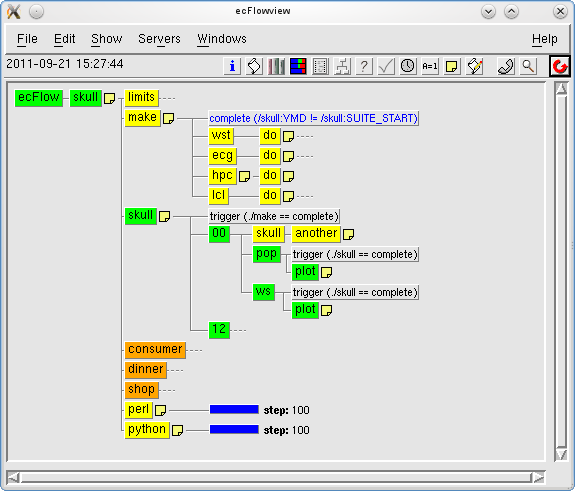 ecFlowview
File Edit Show Servers Windows Help
2011-09-21 15:27:44
i ? A=1
ecFlow skull limits
make complete (/skull:YMD != /skull:SUITE_START)
wst do
ecg do
hpc do
lcl do
skull trigger (./make == complete)
00 skull another
pop trigger (./skull == complete)
plot
ws trigger (./skull == complete)
plot
12
consumer
dinner
shop
perl step: 100
python step: 100